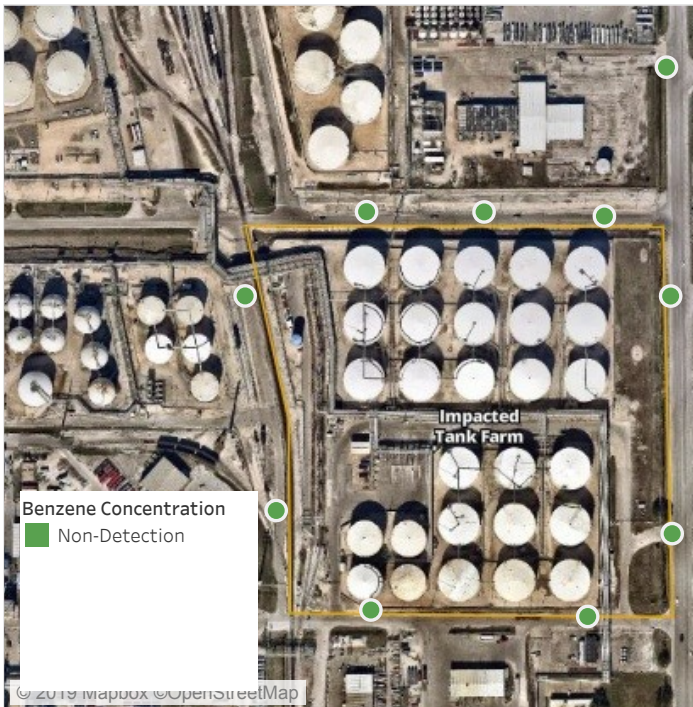 Impacted
Tank Farm
Benzene Concentration
Non-Detection
© 2019 Mapbox ©OpenStreetMap